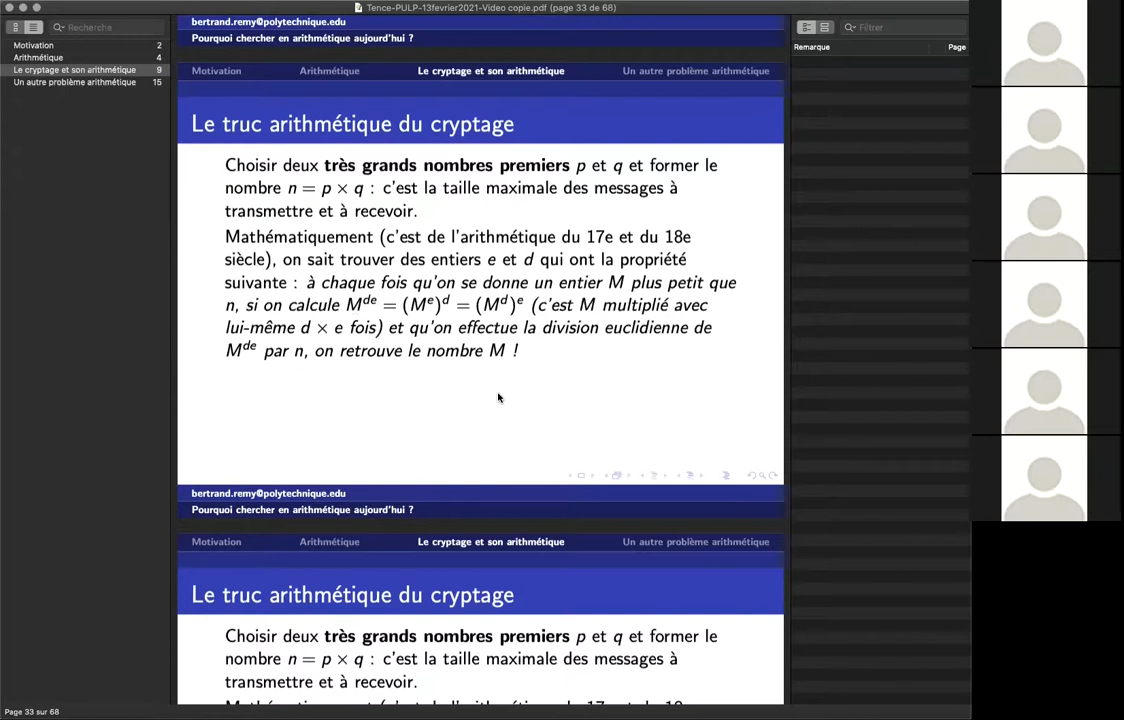 Tence-PULP-13fevrier2021-Video copie.pdf (page 33 de 68)
Recherche
Motivation 2
Arithmétique 4
Le cryptage et son arithmétique 9
Un autre problème arithmétique 15
bertrand.remy@polytechnique.edu
Pourquoi chercher en arithmétique aujourd'hui ?
Motivation Arithmétique Le cryptage et son arithmétique Un autre problème arithmétique
Le truc arithmétique du cryptage
Choisir deux très grands nombres premiers p et q et former le
nombre n = p × q : c'est la taille maximale des messages à
transmettre et à recevoir.
Mathématiquement (c'est de l'arithmétique du 17e et du 18e
siècle), on sait trouver des entiers e et d qui ont la propriété
suivante : à chaque fois qu'on se donne un entier M plus petit que
n, si on calcule M^de = (M^e)^d = (M^d)^e (c'est M multiplié avec
lui-même d × e fois) et qu'on effectue la division euclidienne de
M^de par n, on retrouve le nombre M !
bertrand.remy@polytechnique.edu
Pourquoi chercher en arithmétique aujourd'hui ?
Motivation Arithmétique Le cryptage et son arithmétique Un autre problème arithmétique
Le truc arithmétique du cryptage
Choisir deux très grands nombres premiers p et q et former le
nombre n = p × q : c'est la taille maximale des messages à
transmettre et à recevoir.
Filtrer
Remarque Page
Page 33 sur 68